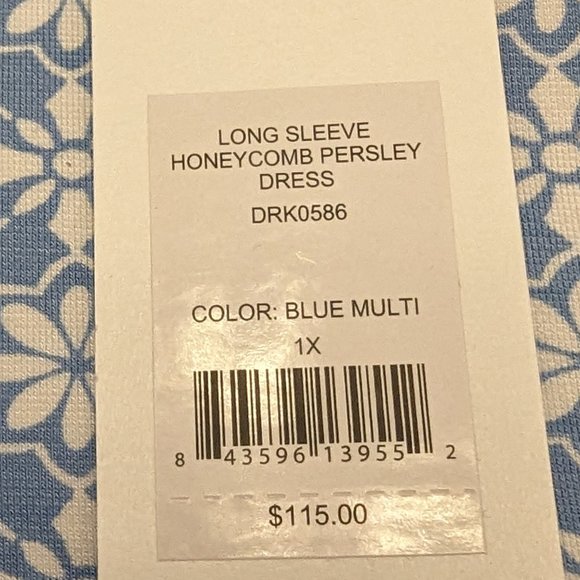 LONG SLEEVE
HONEYCOMB PERSLEY
DRESS
DRK0586
COLOR: BLUE MULTI
1X
8 43596 13955 2
$115.00